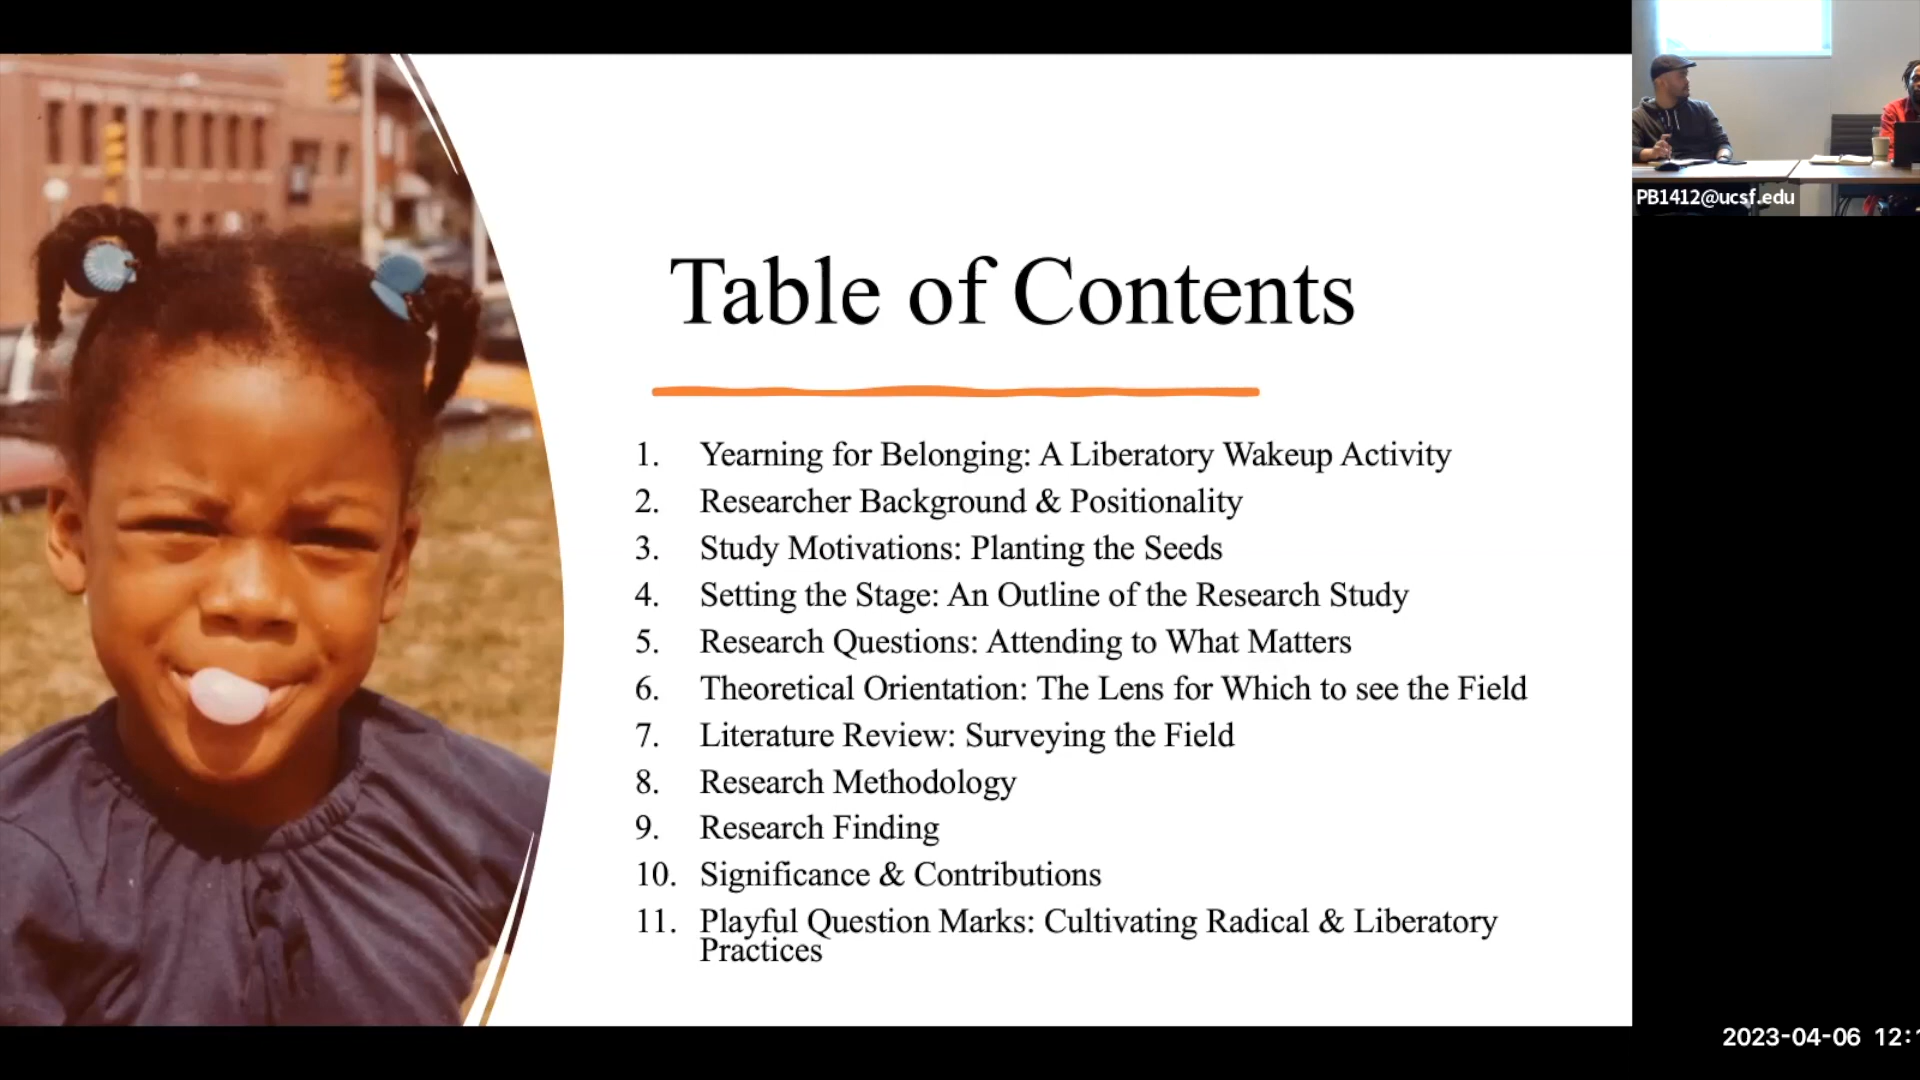 Table of Contents
1. Yearning for Belonging: A Liberatory Wakeup Activity
2. Researcher Background & Positionality
3. Study Motivations: Planting the Seeds
4. Setting the Stage: An Outline of the Research Study
5. Research Questions: Attending to What Matters
6. Theoretical Orientation: The Lens for Which to see the Field
7. Literature Review: Surveying the Field
8. Research Methodology
9. Research Finding
10. Significance & Contributions
11. Playful Question Marks: Cultivating Radical & Liberatory
Practices
PB1412@ucsf.edu
2023-04-06 12: